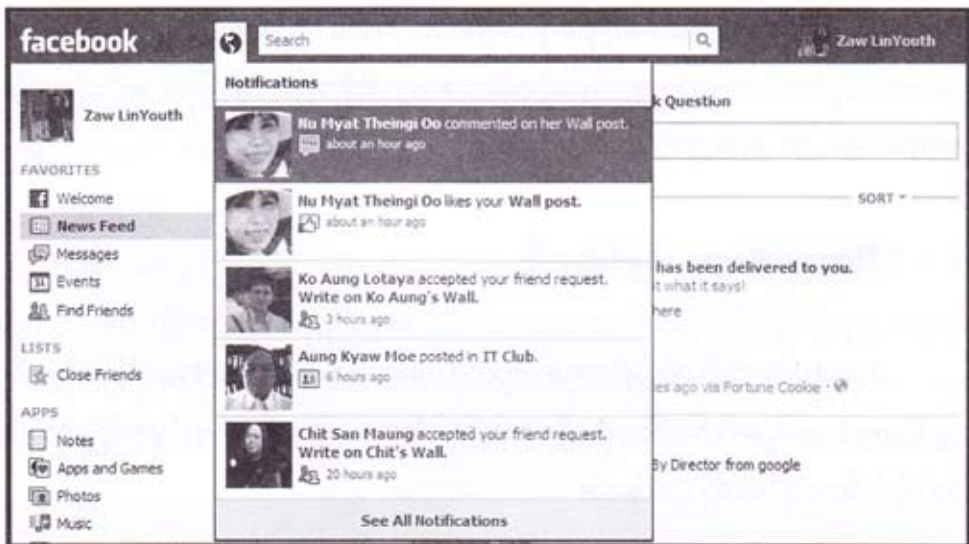 facebook
Search
Zaw LinYouth
Zaw LinYouth
FAVORITES
Welcome
News Feed
Messages
Events
Find Friends
LISTS
Close Friends
APPS
Notes
Apps and Games
Photos
Music
Notifications
Nu Myat Theingi Oo commented on her Wall post.
about an hour ago
Nu Myat Theingi Oo likes your Wall post.
about an hour ago
Ko Aung Lotaya accepted your friend request.
Write on Ko Aung's Wall.
3 hours ago
Aung Kyaw Moe posted in IT Club.
6 hours ago
Chit San Maung accepted your friend request.
Write on Chit's Wall.
20 hours ago
See All Notifications
k Question
SORT
has been delivered to you.
t what it says!
here
es ago via Fortune Cookie ·
By Director from google